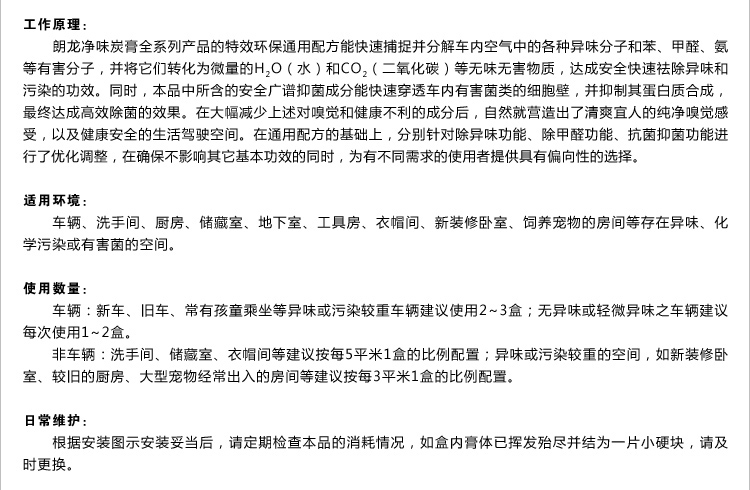 工作原理：
朗龙净味炭膏全系列产品的特效环保通用配方能快速捕捉并分解车内空气中的各种异味分子和苯、甲醛、氨
等有害分子，并将它们转化为微量的H₂O（水）和CO₂（二氧化碳）等无味无害物质，达成安全快速祛除异味和
污染的功效。同时，本品中所含的安全广谱抑菌成分能快速穿透车内有害菌类的细胞壁，并抑制其蛋白质合成，
最终达成高效除菌的效果。在大幅减少上述对嗅觉和健康不利的成分后，自然就营造出了清爽宜人的纯净嗅觉感
受，以及健康安全的生活驾驶空间。在通用配方的基础上，分别针对除异味功能、除甲醛功能、抗菌抑菌功能进
行了优化调整，在确保不影响其它基本功效的同时，为有不同需求的使用者提供具有偏向性的选择。
适用环境：
车辆、洗手间、厨房、储藏室、地下室、工具房、衣帽间、新装修卧室、饲养宠物的房间等存在异味、化
学污染或有害菌的空间。
使用数量：
车辆：新车、旧车、常有孩童乘坐等异味或污染较重车辆建议使用2~3盒；无异味或轻微异味之车辆建议
每次使用1~2盒。
非车辆：洗手间、储藏室、衣帽间等建议按每5平米1盒的比例配置；异味或污染较重的空间，如新装修卧
室、较旧的厨房、大型宠物经常出入的房间等建议按每3平米1盒的比例配置。
日常维护：
根据安装图示安装妥当后，请定期检查本品的消耗情况，如盒内膏体已挥发殆尽并结为一片小硬块，请及
时更换。